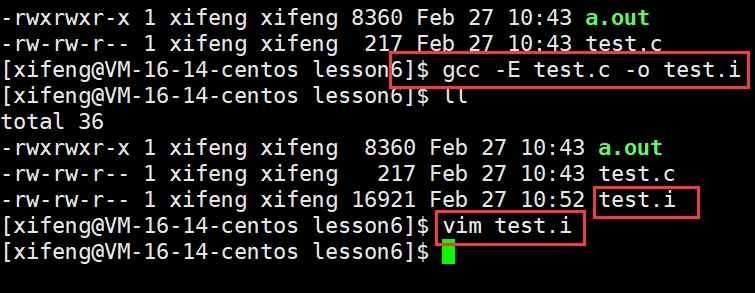 -rwxrwxr-x 1 xifeng xifeng 8360 Feb 27 10:43 a.out
-rw-rw-r-- 1 xifeng xifeng  217 Feb 27 10:43 test.c
[xifeng@VM-16-14-centos lesson6]$ gcc -E test.c -o test.i
[xifeng@VM-16-14-centos lesson6]$ ll
total 36
-rwxrwxr-x 1 xifeng xifeng  8360 Feb 27 10:43 a.out
-rw-rw-r-- 1 xifeng xifeng   217 Feb 27 10:43 test.c
-rw-rw-r-- 1 xifeng xifeng 16921 Feb 27 10:52 test.i
[xifeng@VM-16-14-centos lesson6]$ vim test.i
[xifeng@VM-16-14-centos lesson6]$